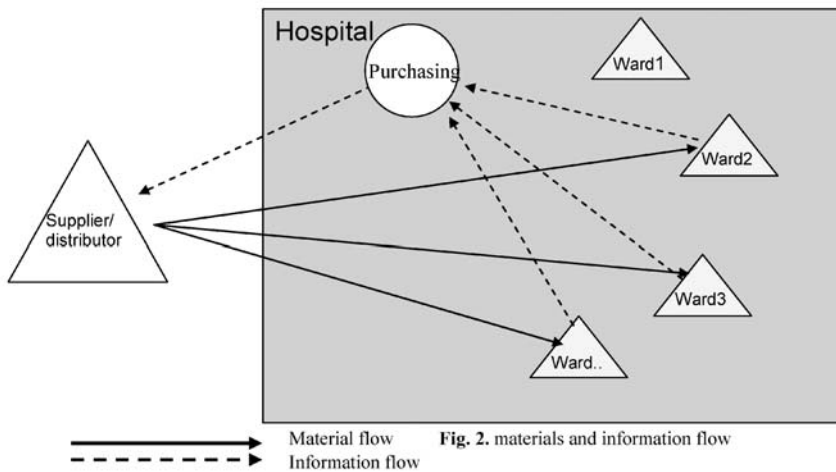 Hospital
Purchasing
Ward1
Ward2
Supplier/
distributor
Ward3
Ward..
Material flow
Fig. 2. materials and information flow
Information flow